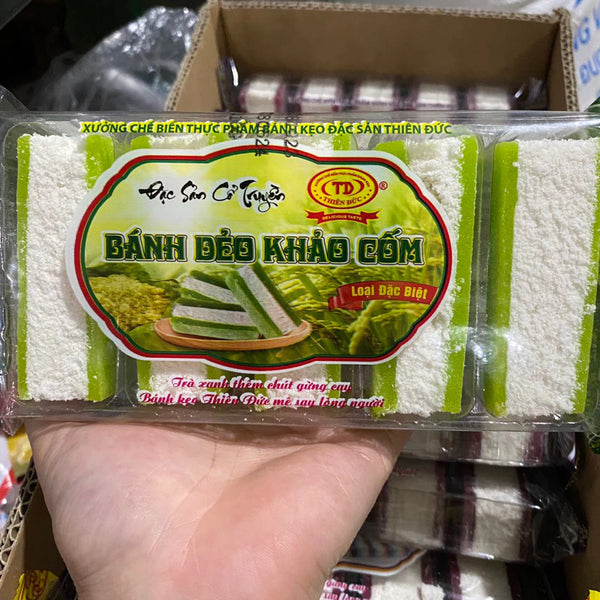 XƯỞNG CHẾ BIẾN THỰC PHẨM BÁNH KẸO ĐẶC SẢN THIÊN ĐỨC
Đặc Sản Cổ Truyền
TD
THIÊN ĐỨC
®
DELICIOUS TASTE
BÁNH DẺO KHẢO CỐM
Loại Đặc Biệt
Trà xanh thêm chút gừng cay
Bánh kẹo Thiên Đức mê say lòng người